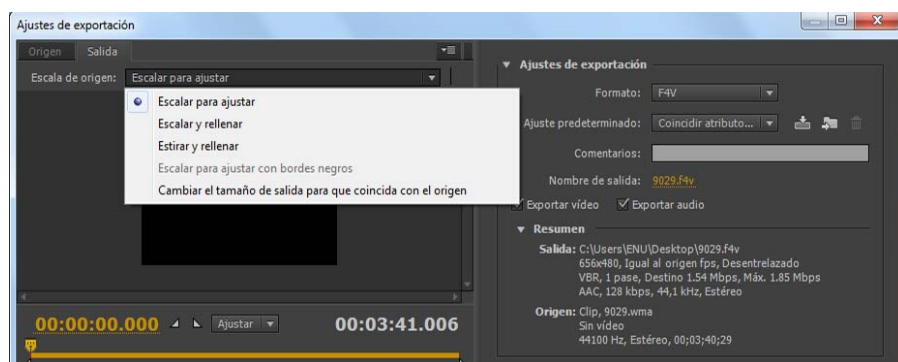 Ajustes de exportación
Origen Salida
Escala de origen: Escalar para ajustar
Escalar para ajustar
Escalar y rellenar
Estirar y rellenar
Escalar para ajustar con bordes negros
Cambiar el tamaño de salida para que coincida con el origen
00:00:00.000 Ajustar 00:03:41.006
Ajustes de exportación
Formato: F4V
Ajuste predeterminado: Coincidir atributo...
Comentarios:
Nombre de salida: 9029.f4v
Exportar vídeo Exportar audio
Resumen
Salida: C:\Users\ENU\Desktop\9029.f4v
656x480, Igual al origen fps, Desentrelazado
VBR, 1 pase, Destino 1.54 Mbps, Máx. 1.85 Mbps
AAC, 128 kbps, 44,1 kHz, Estéreo
Origen: Clip, 9029.wma
Sin vídeo
44100 Hz, Estéreo, 00;03;40;29